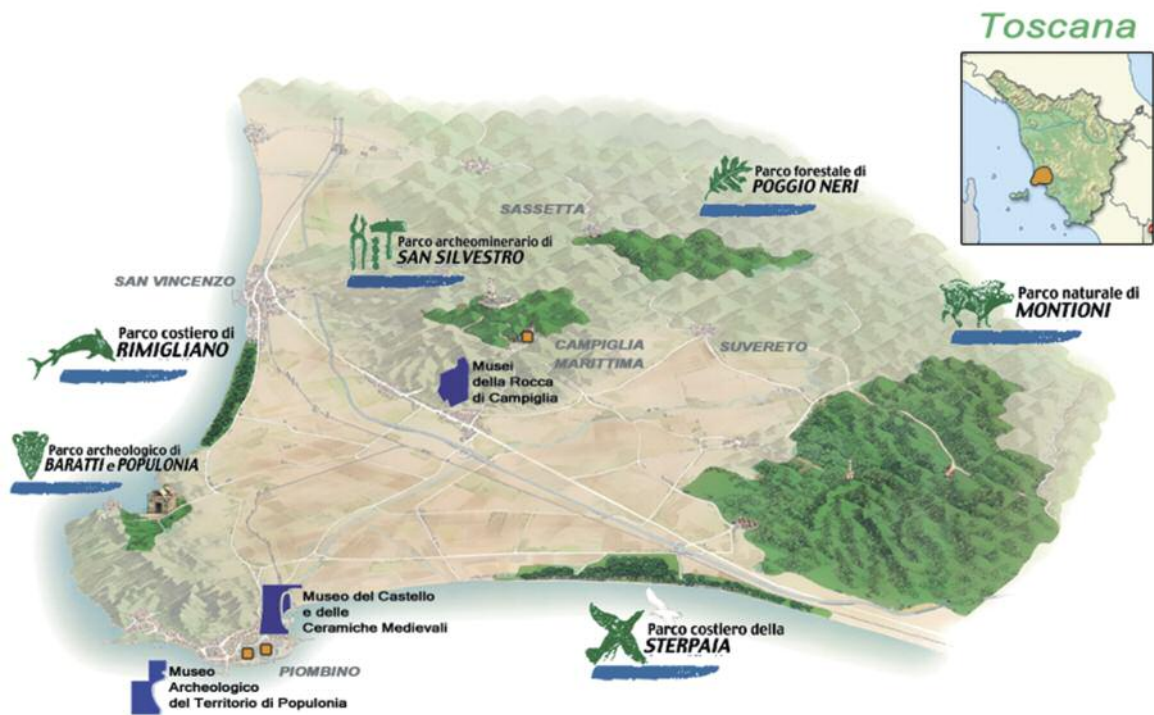 Toscana
Parco forestale di
POGGIO NERI
SASSETTA
Parco archeominerario di
SAN SILVESTRO
SAN VINCENZO
Parco naturale di
MONTIONI
Parco costiero di
RIMIGLIANO
CAMPIGLIA
MARITTIMA
SUVERETO
Musei
della Rocca
di Campiglia
Parco archeologico di
BARATTI e POPULONIA
Museo del Castello
e delle
Ceramiche Medievali
Parco costiero della
STERPAIA
PIOMBINO
Museo
Archeologico
del Territorio di Populonia